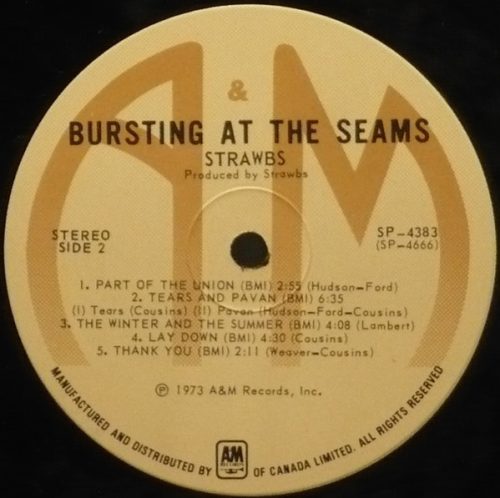 &
BURSTING AT THE SEAMS
STRAWBS
Produced by Strawbs
STEREO
SIDE 2
SP–4383
(SP–4666)
1. PART OF THE UNION (BMI) 2:55 (Hudson–Ford)
2. TEARS AND PAVAN (BMI) 6:35
(I) Tears (Cousins) (II) Pavan (Hudson–Ford–Cousins)
3. THE WINTER AND THE SUMMER (BMI) 4:08 (Lambert)
4. LAY DOWN (BMI) 4:30 (Cousins)
5. THANK YOU (BMI) 2:11 (Weaver–Cousins)
Ⓟ 1973 A&M Records, Inc.
MANUFACTURED AND DISTRIBUTED BY A&M RECORDS OF CANADA LIMITED. ALL RIGHTS RESERVED